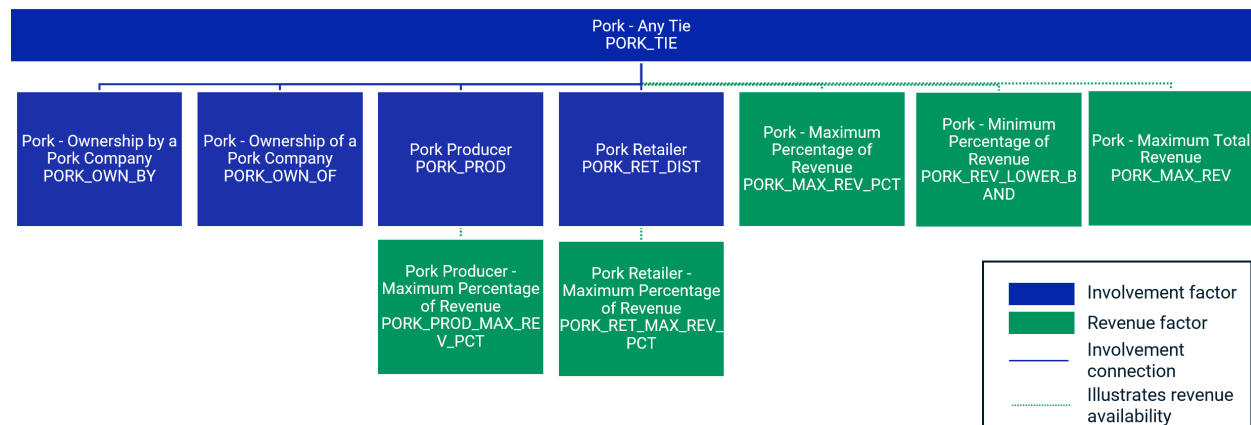 Pork - Any Tie
PORK_TIE
Pork - Ownership by a
Pork Company
PORK_OWN_BY
Pork - Ownership of a
Pork Company
PORK_OWN_OF
Pork Producer
PORK_PROD
Pork Retailer
PORK_RET_DIST
Pork - Maximum
Percentage of
Revenue
PORK_MAX_REV_PCT
Pork - Minimum
Percentage of
Revenue
PORK_REV_LOWER_B
AND
Pork - Maximum Total
Revenue
PORK_MAX_REV
Pork Producer -
Maximum Percentage
of Revenue
PORK_PROD_MAX_RE
V_PCT
Pork Retailer -
Maximum Percentage
of Revenue
PORK_RET_MAX_REV_
PCT
Involvement factor
Revenue factor
Involvement
connection
Illustrates revenue
availability